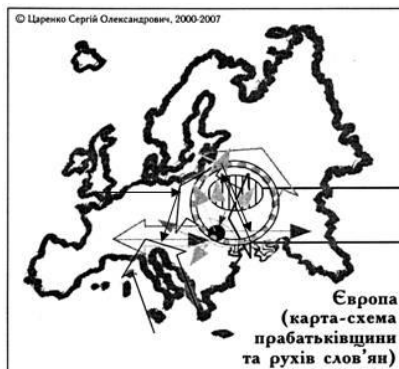 © Царенко Сергій Олександрович, 2000-2007
Європа
(карта-схема
прабатьківщини
та рухів слов'ян)